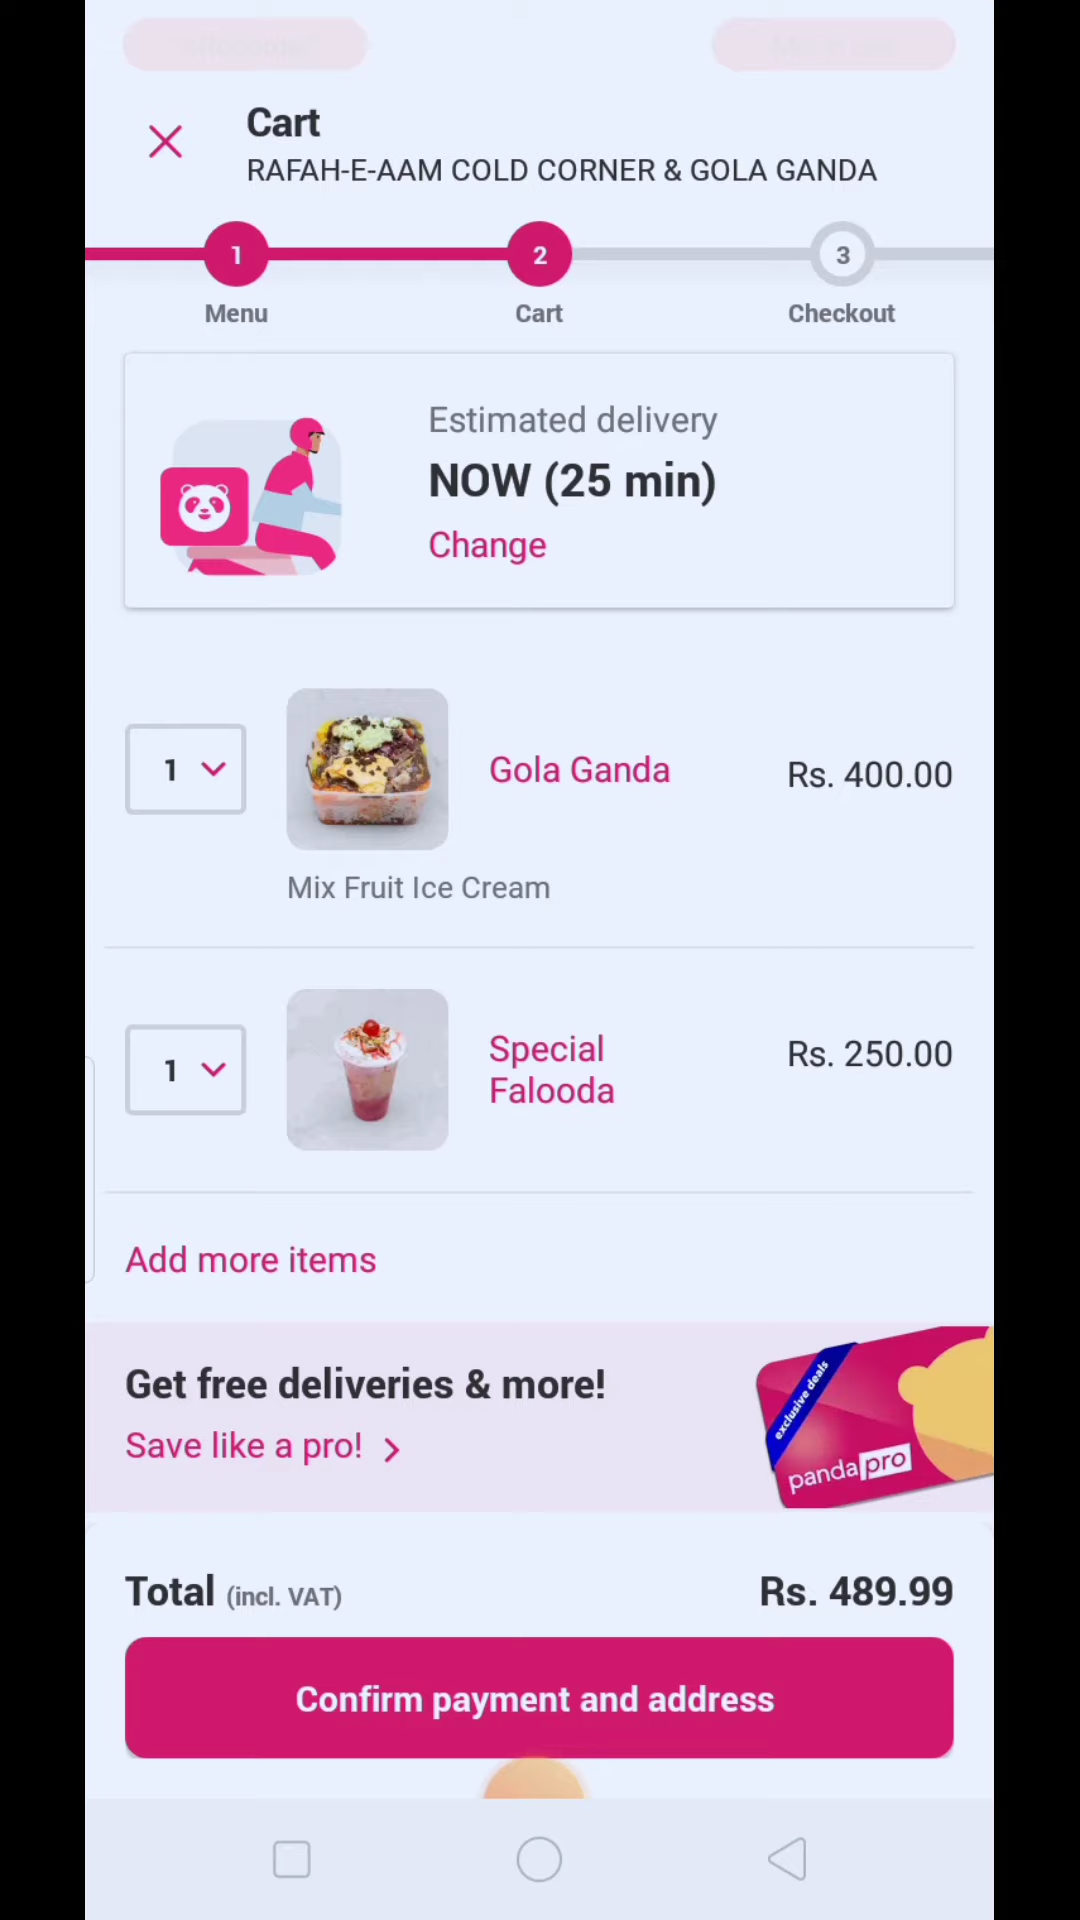 Cart
RAFAH-E-AAM COLD CORNER & GOLA GANDA
1
2
3
Menu
Cart
Checkout
Estimated delivery
NOW (25 min)
Change
1
Gola Ganda
Rs. 400.00
Mix Fruit Ice Cream
1
Special
Falooda
Rs. 250.00
Add more items
Get free deliveries & more!
Save like a pro!
exclusive deals
pandapro
Total (incl. VAT)
Rs. 489.99
Confirm payment and address